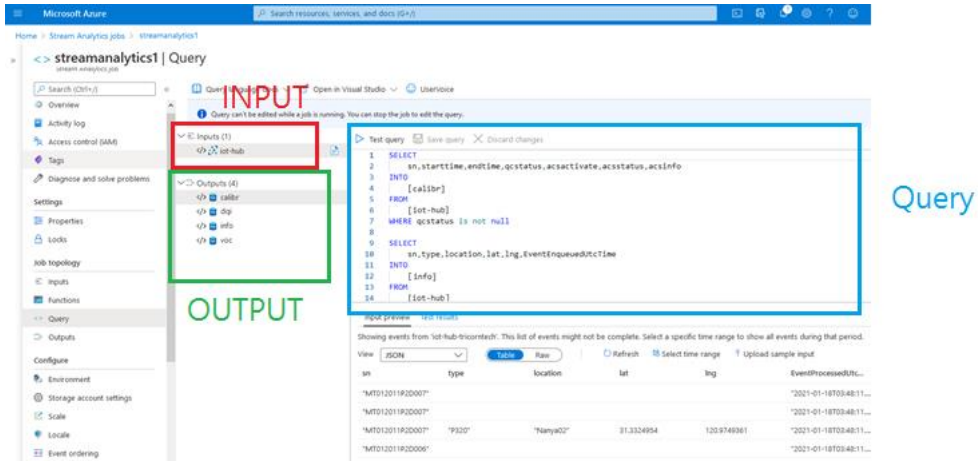 Microsoft Azure
Search resources, services, and docs (G+/)
Home > Stream Analytics jobs > streamanalytics1
streamanalytics1 | Query
Stream Analytics job
Search (Ctrl+/)
Overview
Activity log
Access control (IAM)
Tags
Diagnose and solve problems
Settings
Properties
Locks
Job topology
Inputs
Functions
Query
Outputs
Configure
Environment
Storage account settings
Scale
Locale
Event ordering
Open in Visual Studio
UserVoice
INPUT
Query can't be edited while a job is running. You can stop the job to edit the query.
Inputs (1)
iot-hub
Outputs (4)
calibr
info
voc
OUTPUT
Test query
Save query
Discard changes
1 SELECT
2 sn,starttime,endtime,qcstatus,acsactivate,acsstatus,acsinfo
3 INTO
4 [calibr]
5 FROM
6 [iot-hub]
7 WHERE qcstatus is not null
8
9 SELECT
10 sn,type,location,lat,lng,EventEnqueuedUtcTime
11 INTO
12 [info]
13 FROM
14 [iot-hub]
Query
Input preview Test results
Showing events from 'iot-hub-tricorntech'. This list of events might not be complete. Select a specific time range to show all events during that period.
View JSON Table Raw Refresh Select time range Upload sample input
sn type location lat lng EventProcessedUtc...
"MT012011P2D007" "2021-01-18T03:48:11....
"MT012011P2D007" "2021-01-18T03:48:11....
"MT012011P2D007" "P320" "Nanya02" 31.3324954 120.9749361 "2021-01-18T03:48:11....
"MT012011P2D006" "2021-01-18T03:48:11....